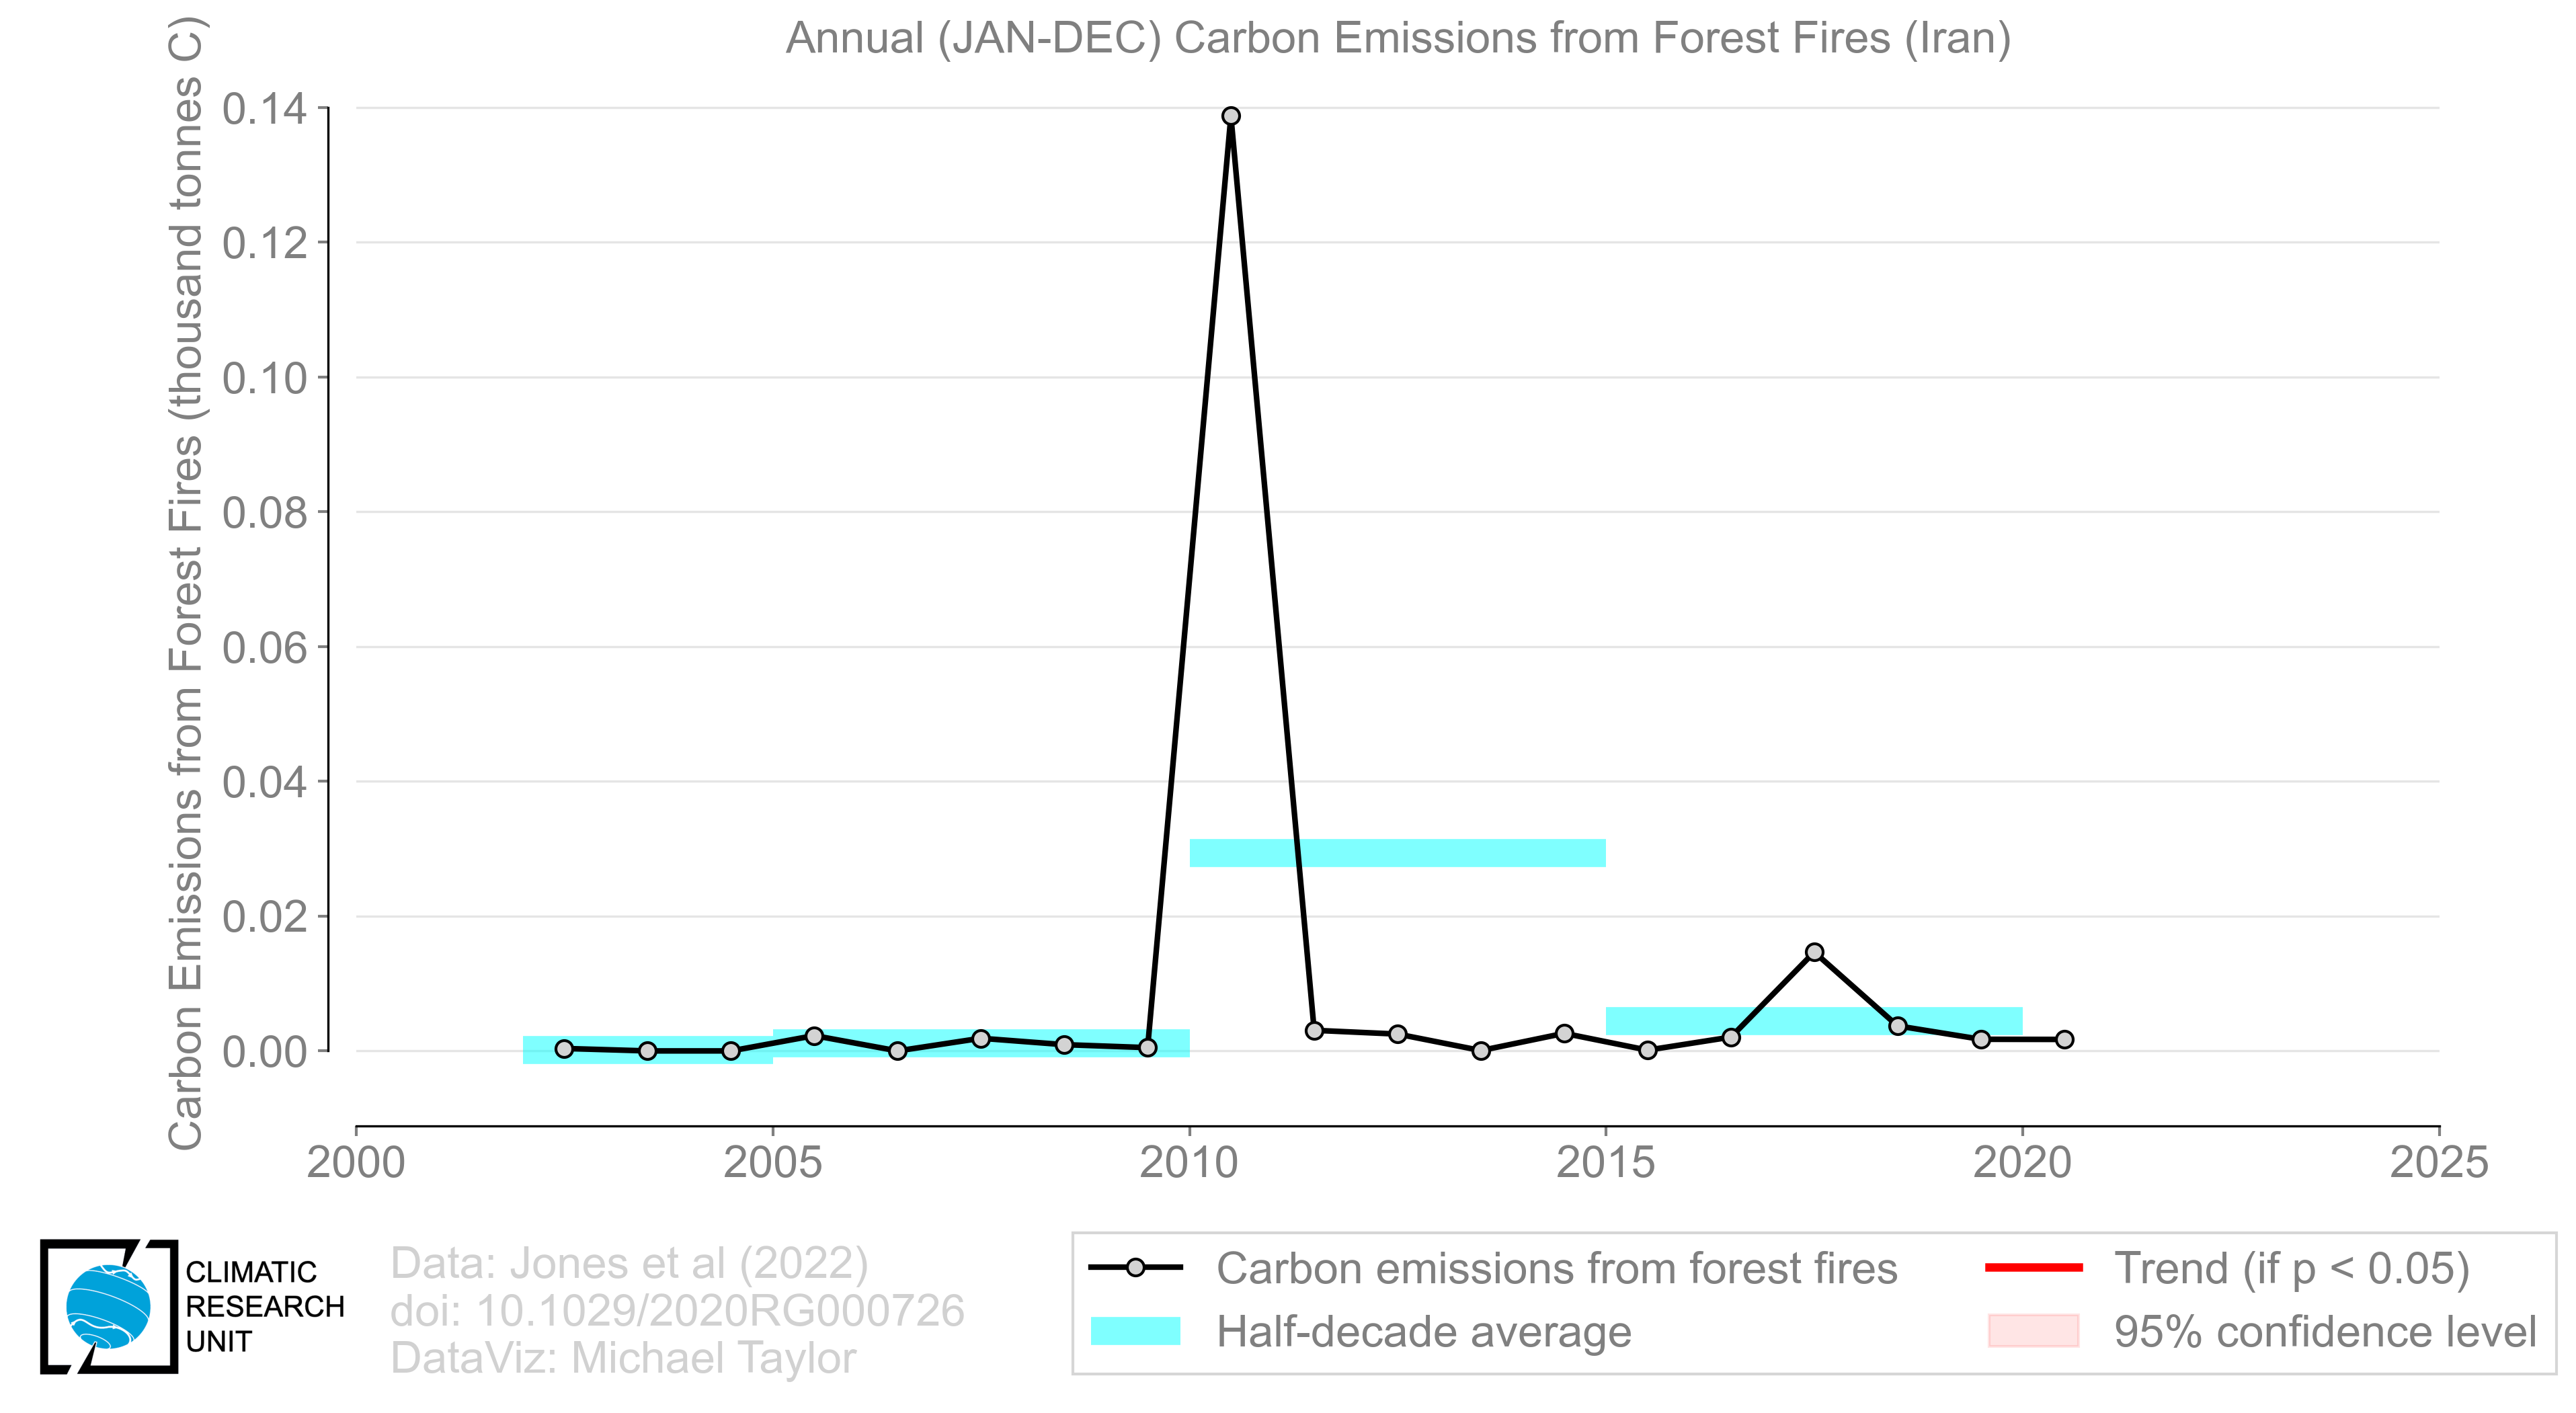 Annual (JAN-DEC) Carbon Emissions from Forest Fires (Iran)
Carbon Emissions from Forest Fires (thousand tonnes C)
0.14
0.12
0.10
0.08
0.06
0.04
0.02
0.00
2000 2005 2010 2015 2020 2025
CLIMATIC
RESEARCH
UNIT
Data: Jones et al (2022)
doi: 10.1029/2020RG000726
DataViz: Michael Taylor
Carbon emissions from forest fires
Half-decade average
Trend (if p < 0.05)
95% confidence level